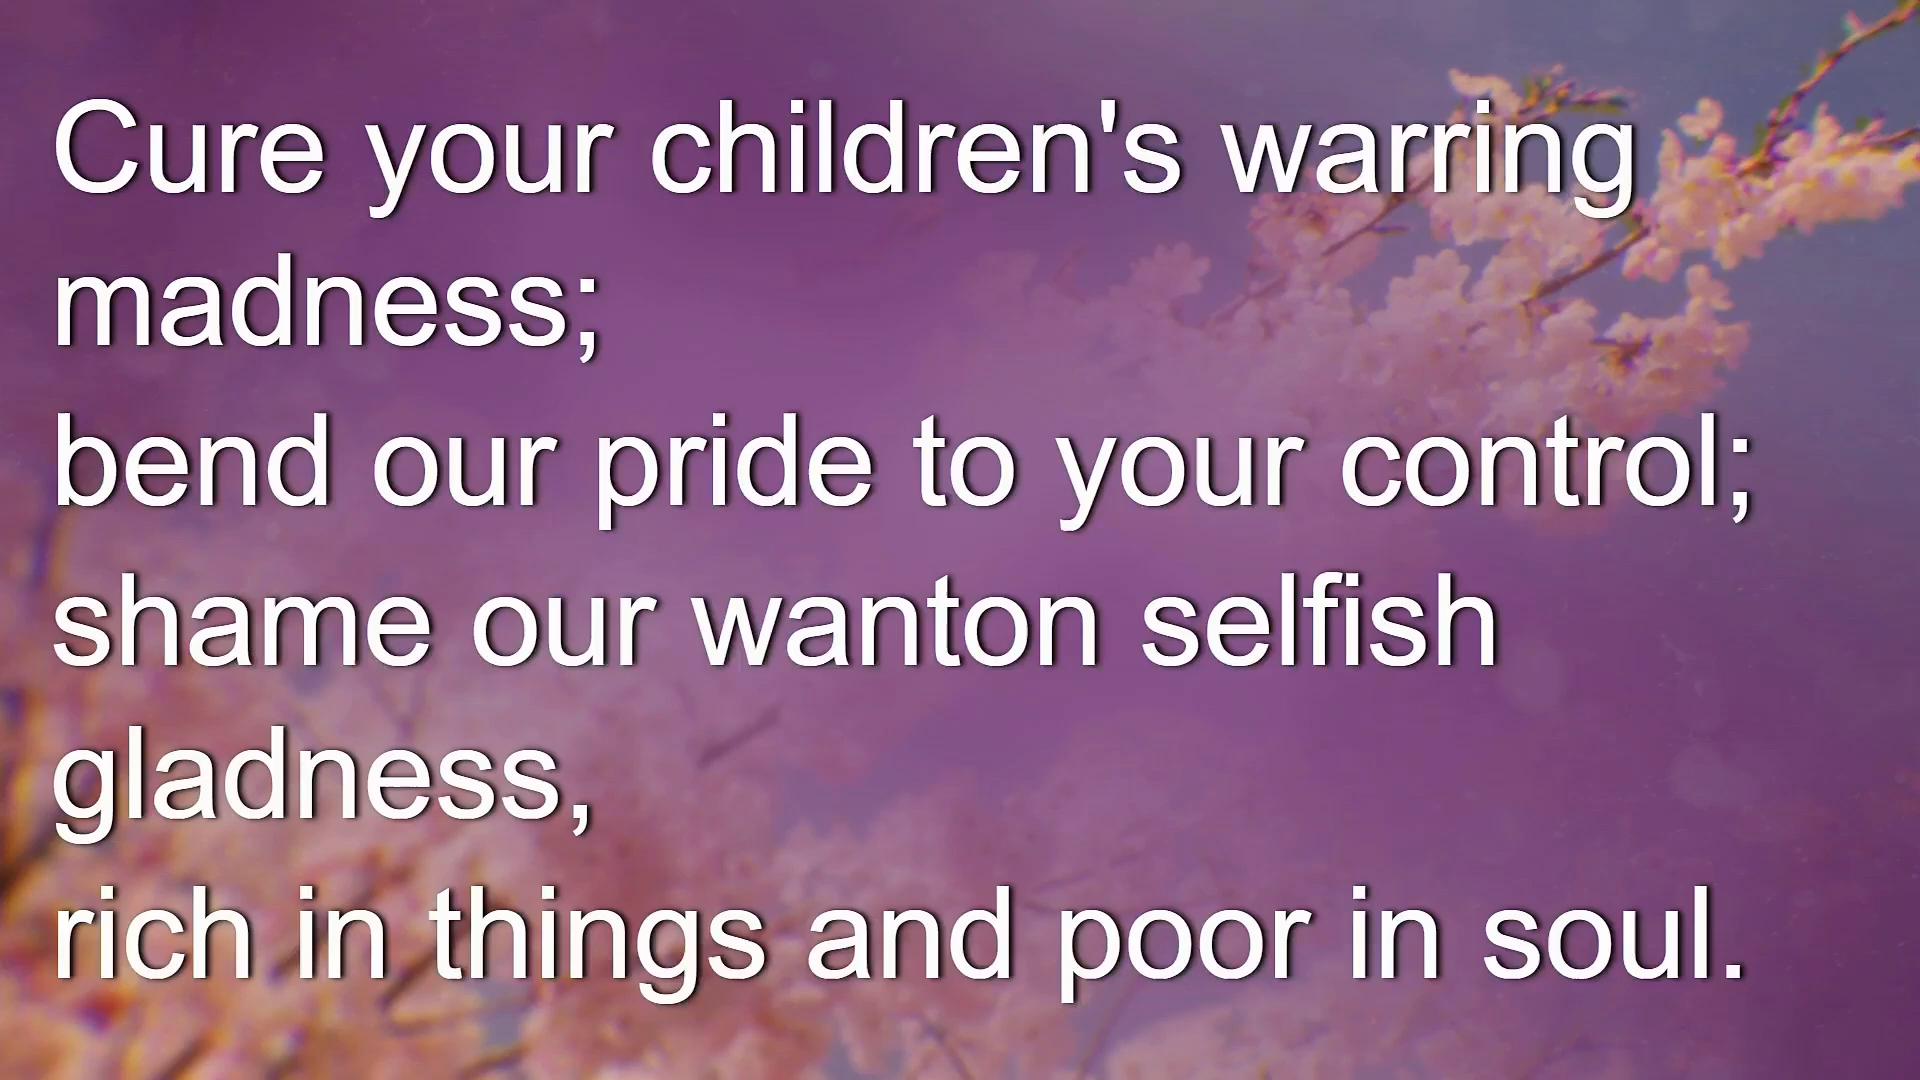 Cure your children's warring
madness;
bend our pride to your control;
shame our wanton selfish
gladness,
rich in things and poor in soul.